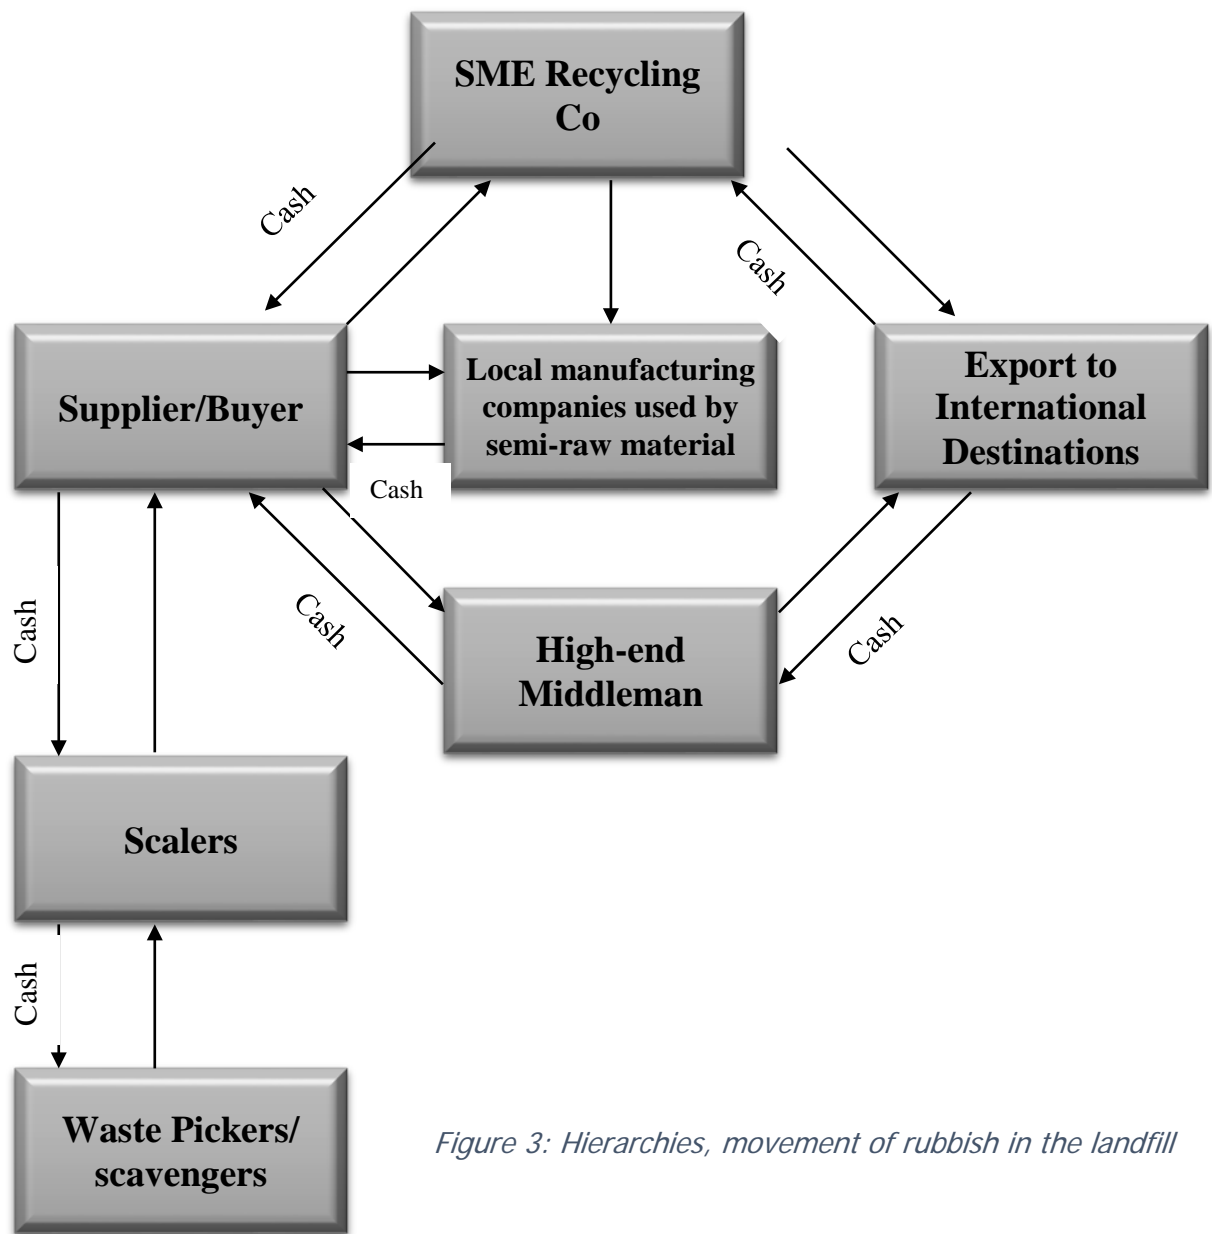 SME Recycling
Co
Cash
Cash
Supplier/Buyer
Local manufacturing
companies used by
semi-raw material
Export to
International
Destinations
Cash
Cash
High-end
Middleman
Cash
Cash
Scalers
Cash
Waste Pickers/
scavengers
Figure 3: Hierarchies, movement of rubbish in the landfill